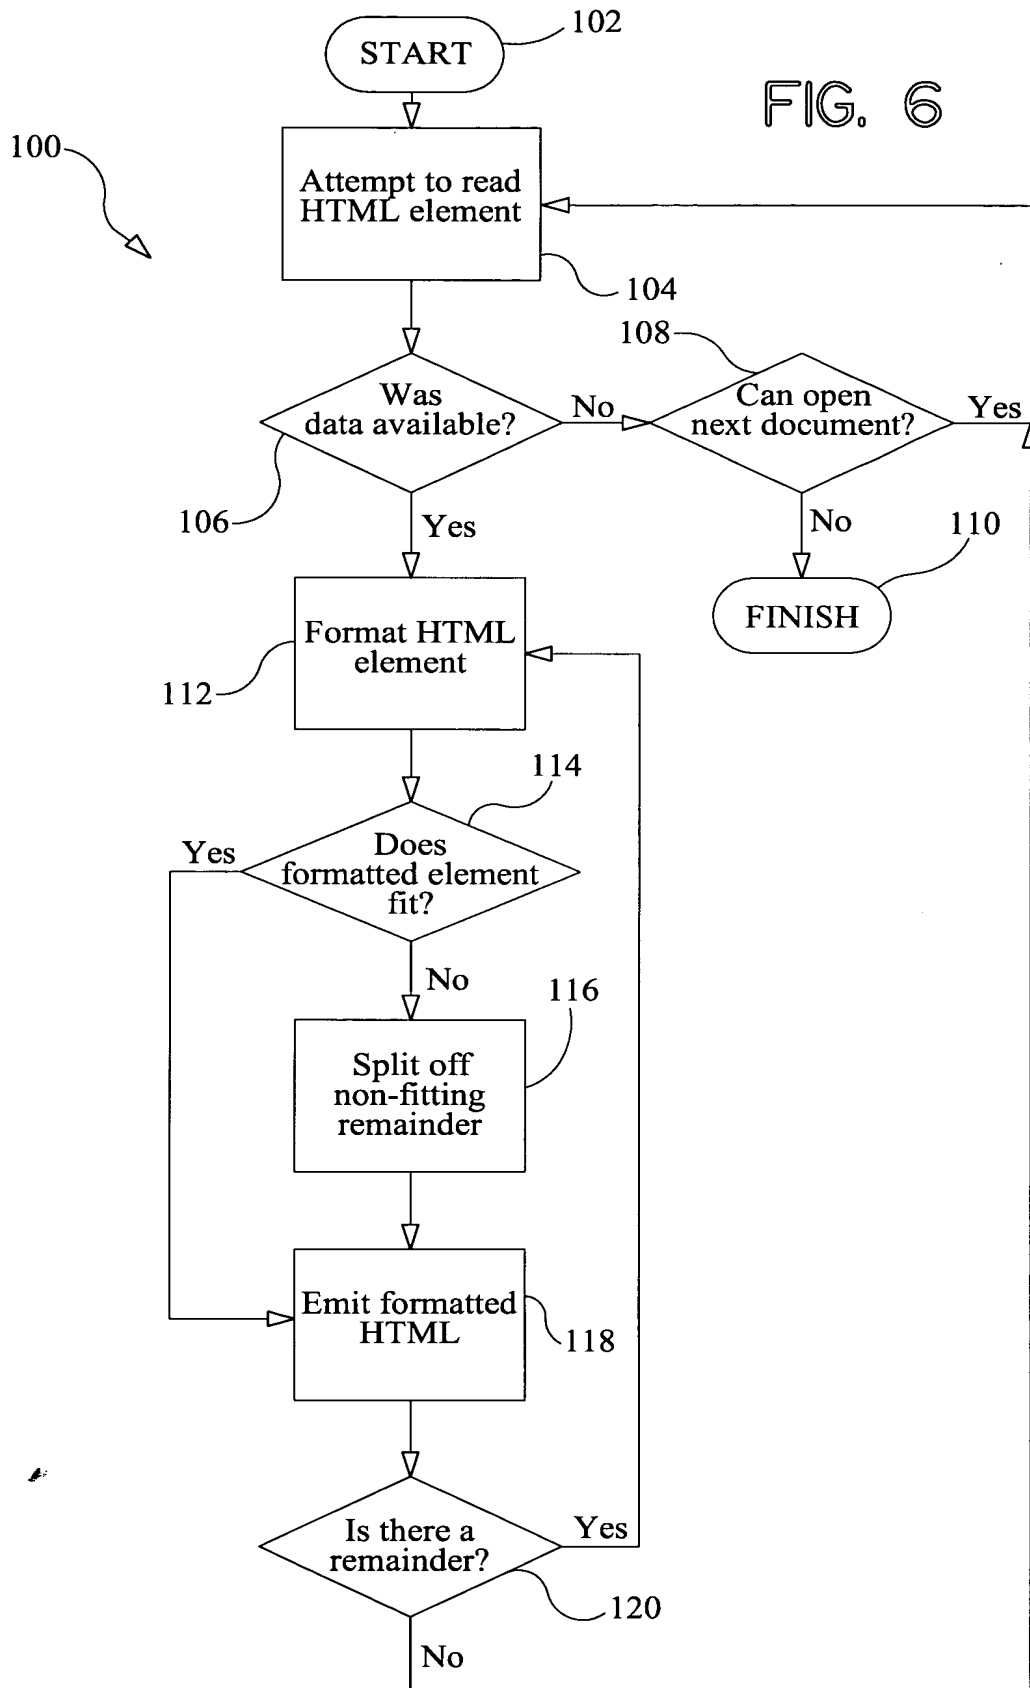 START
102
FIG. 6
100
Attempt to read
HTML element
104
108
Was
data available?
No
Can open
next document?
Yes
106
Yes
No
110
FINISH
Format HTML
element
112
114
Yes
Does
formatted element
fit?
No
116
Split off
non-fitting
remainder
Emit formatted
HTML
118
Is there a
remainder?
Yes
120
No